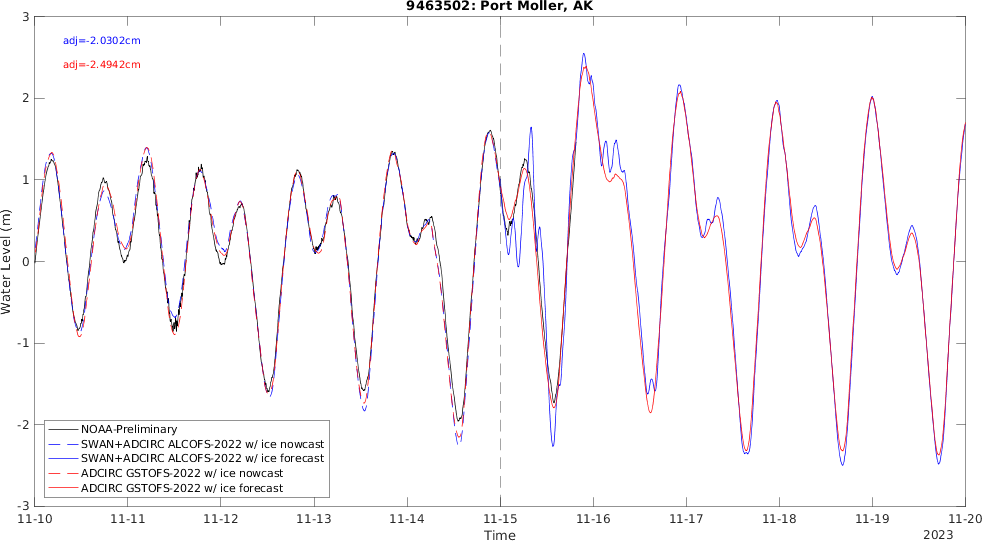 9463502: Port Moller, AK
adj=-2.0302cm
adj=-2.4942cm
3
2
1
0
-1
-2
-3
Water Level (m)
NOAA-Preliminary
SWAN+ADCIRC ALCOFS-2022 w/ ice nowcast
SWAN+ADCIRC ALCOFS-2022 w/ ice forecast
ADCIRC GSTOFS-2022 w/ ice nowcast
ADCIRC GSTOFS-2022 w/ ice forecast
11-10 11-11 11-12 11-13 11-14 11-15 11-16 11-17 11-18 11-19 11-20
Time
2023